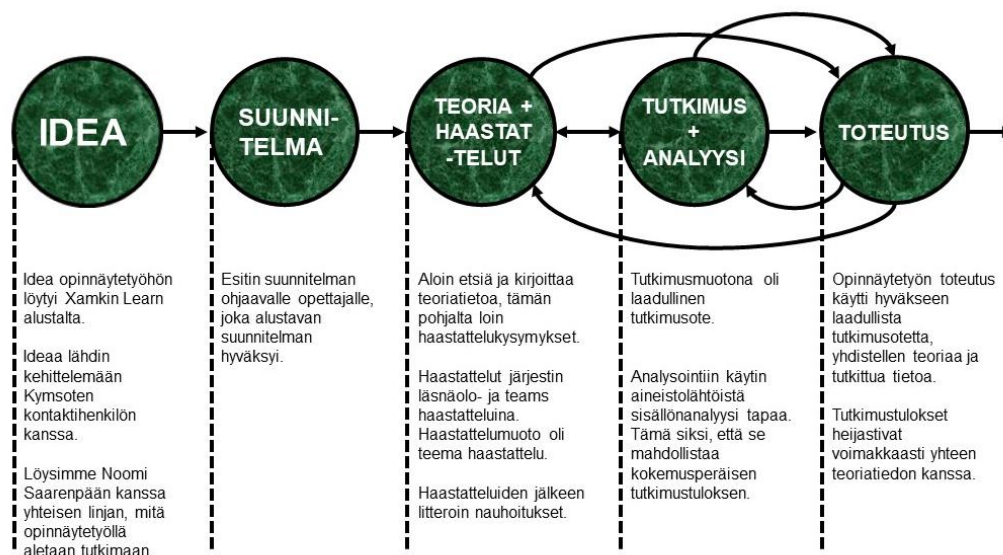 IDEA
SUUNNI-
TELMA
TEORIA +
HAASTAT
-TELUT
TUTKIMUS
+
ANALYYSI
TOTEUTUS
Idea opinnäytetyöhön
löytyi Xamkin Learn
alustalta.
Ideaa lähdin
kehittelemään
Kymsoten
kontaktihenkilön
kanssa.
Löysimme Noomi
Saarenpään kanssa
yhteisen linjan, mitä
opinnäytetyöllä
aletaan tutkimaan
Esitin suunnitelman
ohjaavalle opettajalle,
joka alustavan
suunnitelman
hyväksyi.
Aloin etsiä ja kirjoittaa
teoriatietoa, tämän
pohjalta loin
haastattelukysymykset.
Haastattelut järjestin
läsnäolo- ja teams
haastatteluina.
Haastattelumuoto oli
teema haastattelu.
Haastatteluiden jälkeen
litteroin nauhoitukset.
Tutkimusmuotona oli
laadullinen
tutkimusote.
Analysointiin käytin
aineistolähtöistä
sisällönanalyysi tapaa.
Tämä siksi, että se
mahdollistaa
kokemusperäisen
tutkimustuloksen.
Opinnäytetyön toteutus
käytti hyväkseen
laadullista
tutkimusotetta,
yhdistellen teoriaa ja
tutkittua tietoa.
Tutkimustulokset
heijastivat
voimakkaasti yhteen
teoriatiedon kanssa.